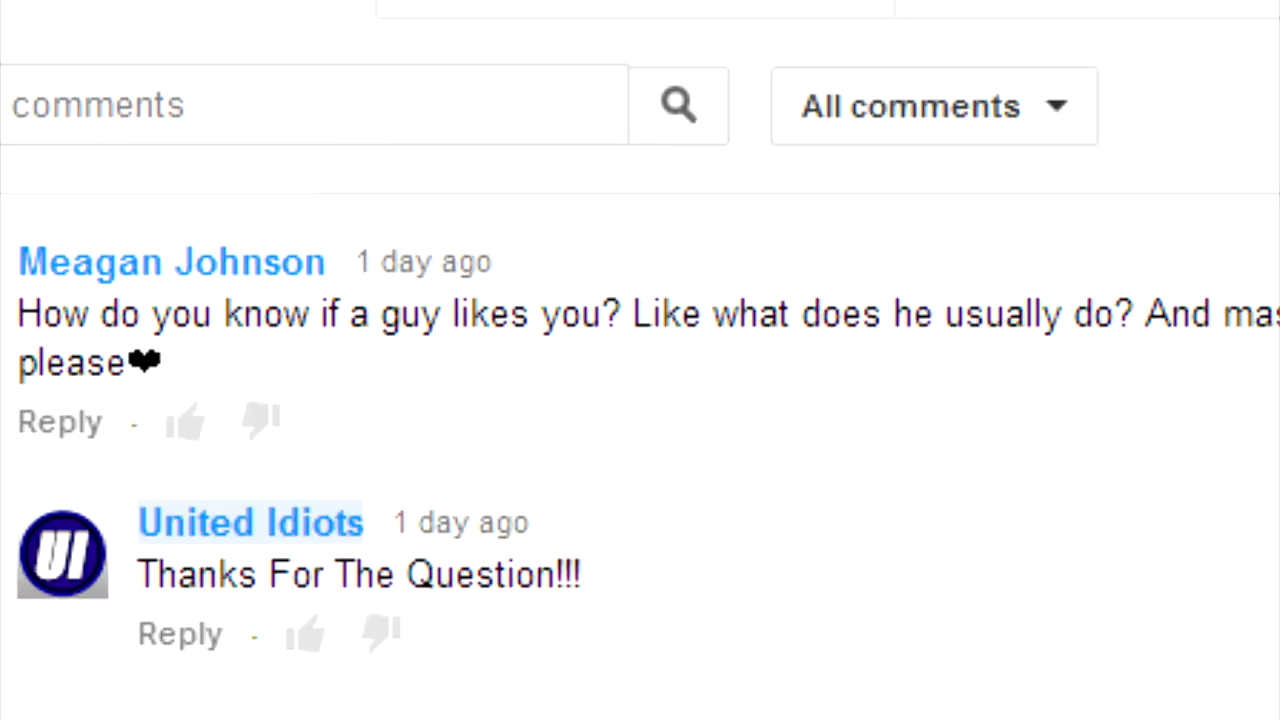 comments
All comments
Meagan Johnson 1 day ago
How do you know if a guy likes you? Like what does he usually do? And
please❤
Reply ·
United Idiots 1 day ago
UI
Thanks For The Question!!!
Reply ·